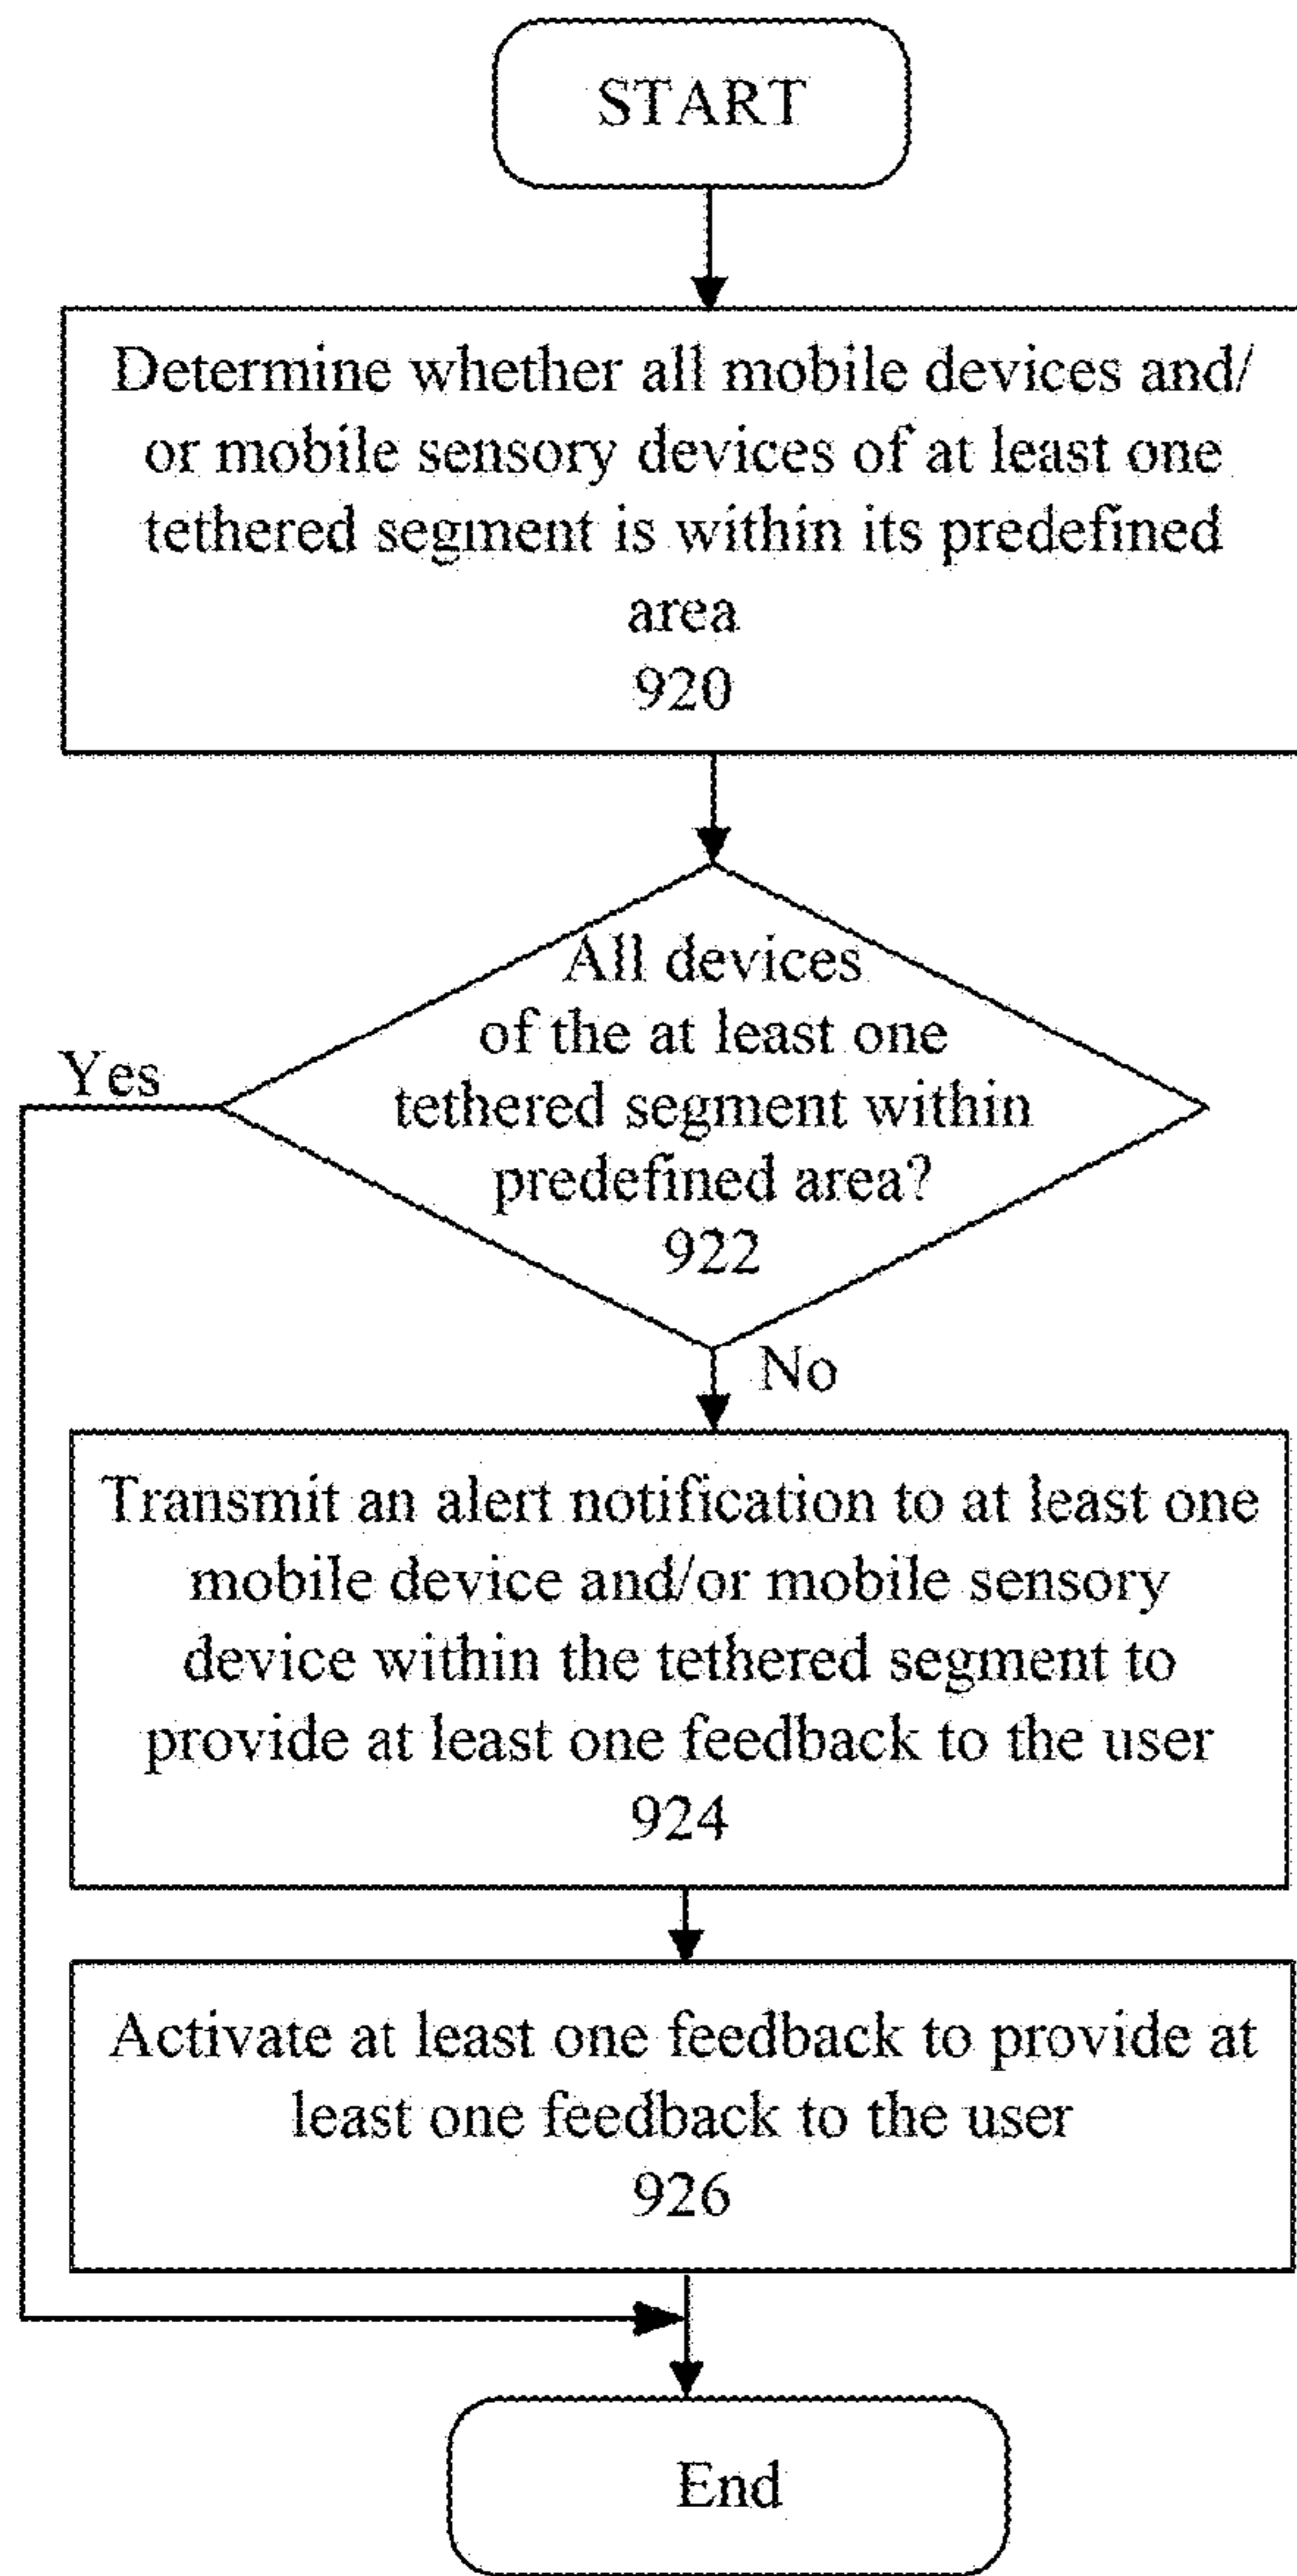 START
Determine whether all mobile devices and/
or mobile sensory devices of at least one
tethered segment is within its predefined
area
920
All devices
of the at least one
tethered segment within
predefined area?
922
Yes
No
Transmit an alert notification to at least one
mobile device and/or mobile sensory
device within the tethered segment to
provide at least one feedback to the user
924
Activate at least one feedback to provide at
least one feedback to the user
926
End